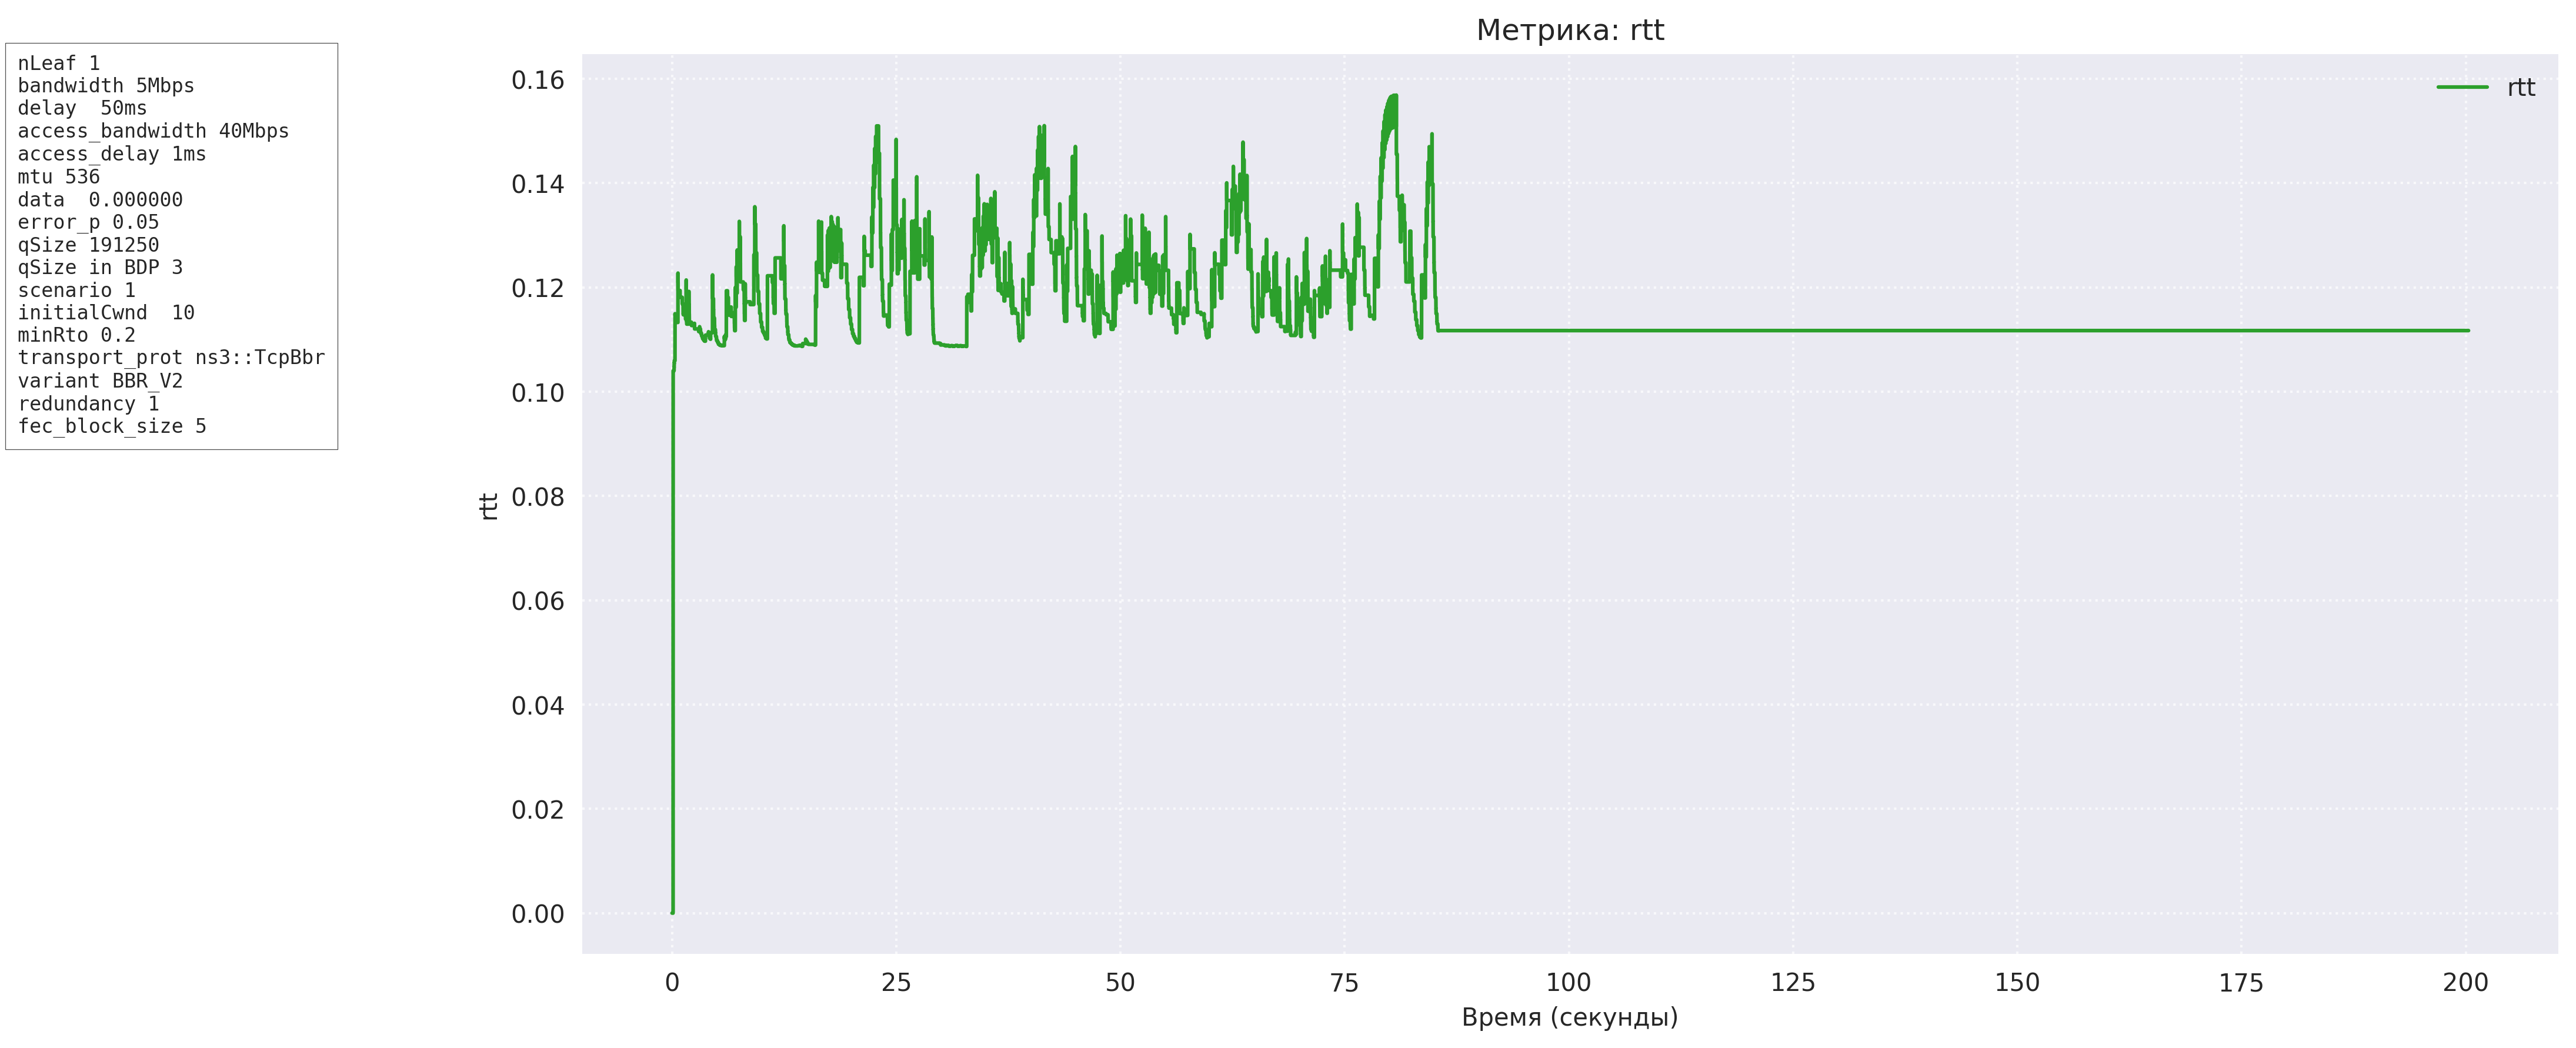 Метрика: rtt
nLeaf 1
bandwidth 5Mbps
delay  50ms
access_bandwidth 40Mbps
access_delay 1ms
mtu 536
data  0.000000
error_p 0.05
qSize 191250
qSize in BDP 3
scenario 1
initialCwnd  10
minRto 0.2
transport_prot ns3::TcpBbr
variant BBR_V2
redundancy 1
fec_block_size 5
rtt
0.16
0.14
0.12
0.10
0.08
0.06
0.04
0.02
0.00
rtt
0 25 50 75 100 125 150 175 200
Время (секунды)